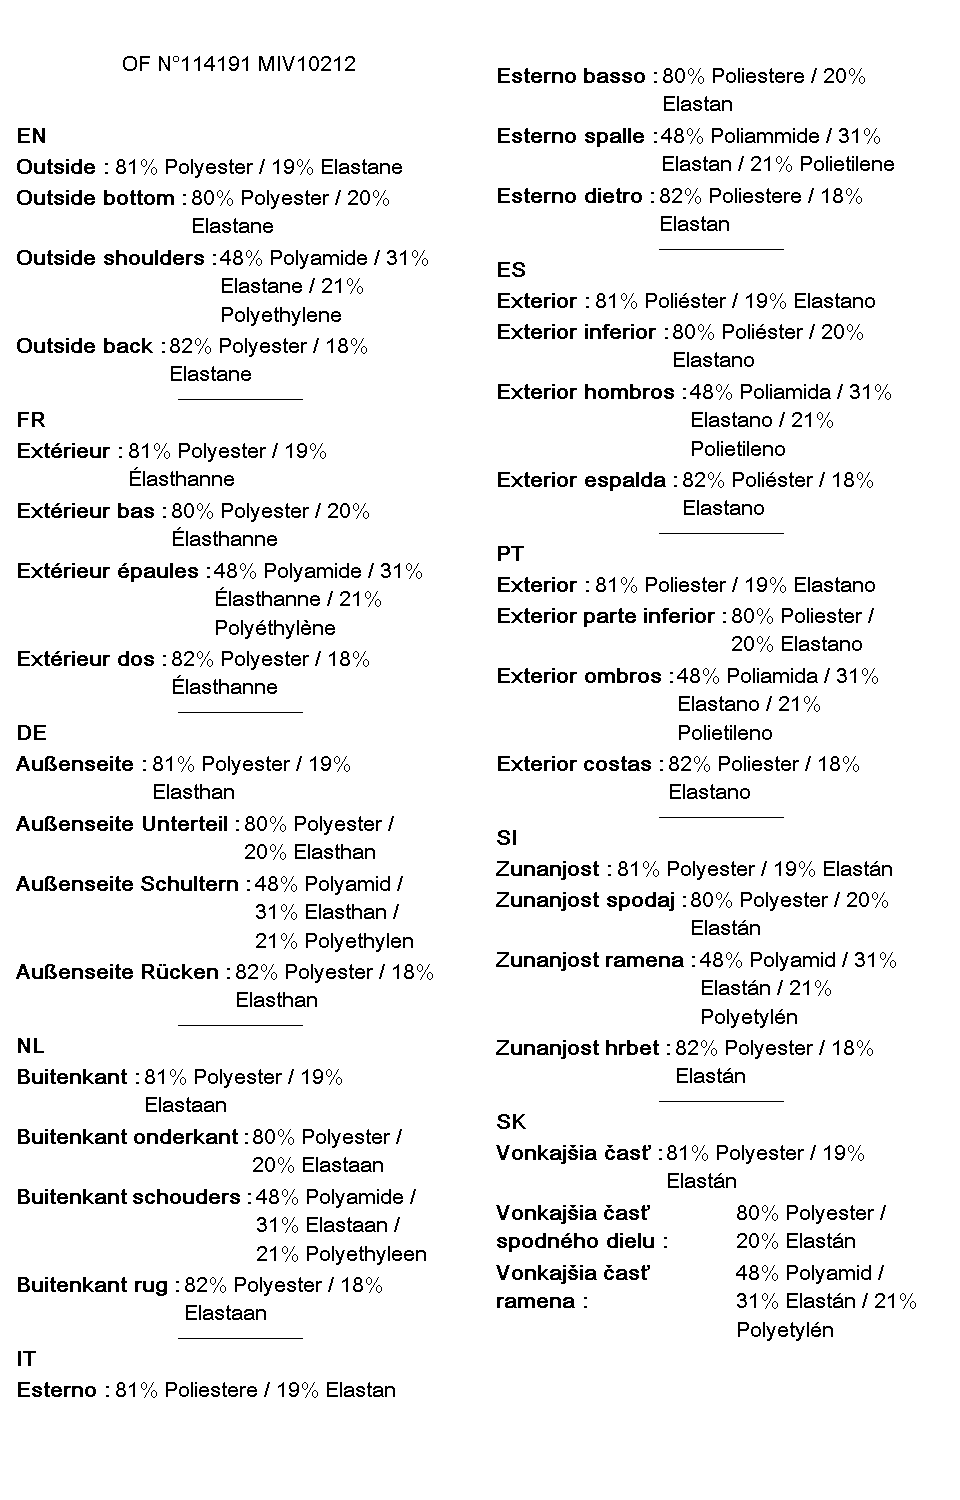 OF N°114191 MIV10212
EN
Outside : 81% Polyester / 19% Elastane
Outside bottom : 80% Polyester / 20%
Elastane
Outside shoulders : 48% Polyamide / 31%
Elastane / 21%
Polyethylene
Outside back : 82% Polyester / 18%
Elastane
FR
Extérieur : 81% Polyester / 19%
Élasthanne
Extérieur bas : 80% Polyester / 20%
Élasthanne
Extérieur épaules : 48% Polyamide / 31%
Élasthanne / 21%
Polyéthylène
Extérieur dos : 82% Polyester / 18%
Élasthanne
DE
Außenseite : 81% Polyester / 19%
Elasthan
Außenseite Unterteil : 80% Polyester /
20% Elasthan
Außenseite Schultern : 48% Polyamid /
31% Elasthan /
21% Polyethylen
Außenseite Rücken : 82% Polyester / 18%
Elasthan
NL
Buitenkant : 81% Polyester / 19%
Elastaan
Buitenkant onderkant : 80% Polyester /
20% Elastaan
Buitenkant schouders : 48% Polyamide /
31% Elastaan /
21% Polyethyleen
Buitenkant rug : 82% Polyester / 18%
Elastaan
IT
Esterno : 81% Poliestere / 19% Elastan
Esterno basso : 80% Poliestere / 20%
Elastan
Esterno spalle : 48% Poliammide / 31%
Elastan / 21% Polietilene
Esterno dietro : 82% Poliestere / 18%
Elastan
ES
Exterior : 81% Poliéster / 19% Elastano
Exterior inferior : 80% Poliéster / 20%
Elastano
Exterior hombros : 48% Poliamida / 31%
Elastano / 21%
Polietileno
Exterior espalda : 82% Poliéster / 18%
Elastano
PT
Exterior : 81% Poliester / 19% Elastano
Exterior parte inferior : 80% Poliester /
20% Elastano
Exterior ombros : 48% Poliamida / 31%
Elastano / 21%
Polietileno
Exterior costas : 82% Poliester / 18%
Elastano
SI
Zunanjost : 81% Polyester / 19% Elastán
Zunanjost spodaj : 80% Polyester / 20%
Elastán
Zunanjost ramena : 48% Polyamid / 31%
Elastán / 21%
Polyetylén
Zunanjost hrbet : 82% Polyester / 18%
Elastán
SK
Vonkajšia časť : 81% Polyester / 19%
Elastán
Vonkajšia časť 80% Polyester /
spodného dielu : 20% Elastán
Vonkajšia časť 48% Polyamid /
ramena : 31% Elastán / 21%
Polyetylén